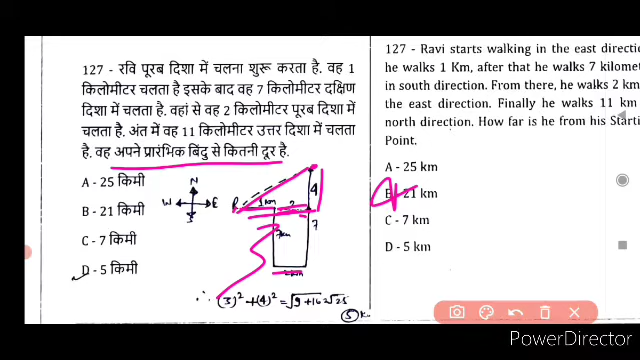 127 - रवि पूरब दिशा में चलना शुरू करता है. वह 1
किलोमीटर चलता है इसके बाद वह 7 किलोमीटर दक्षिण
दिशा में चलता है. वहां से वह 2 किलोमीटर पूरब दिशा में
चलता है. अंत में वह 11 किलोमीटर उत्तर दिशा में चलता
है. वह अपने प्रारंभिक बिंदु से कितनी दूर है.
A - 25 किमी
B - 21 किमी
C - 7 किमी
D - 5 किमी
N
W E
S
R 1 km 2 4
7km 7
∴ (3)² + (4)² = √9+16 √25
5 K
127 - Ravi starts walking in the east directi
he walks 1 Km, after that he walks 7 kilomet
in south direction. From there, he walks 2 km
the east direction. Finally he walks 11 km
north direction. How far is he from his Starti
Point.
A - 25 km
B - 21 km
C - 7 km
D - 5 km
PowerDirector